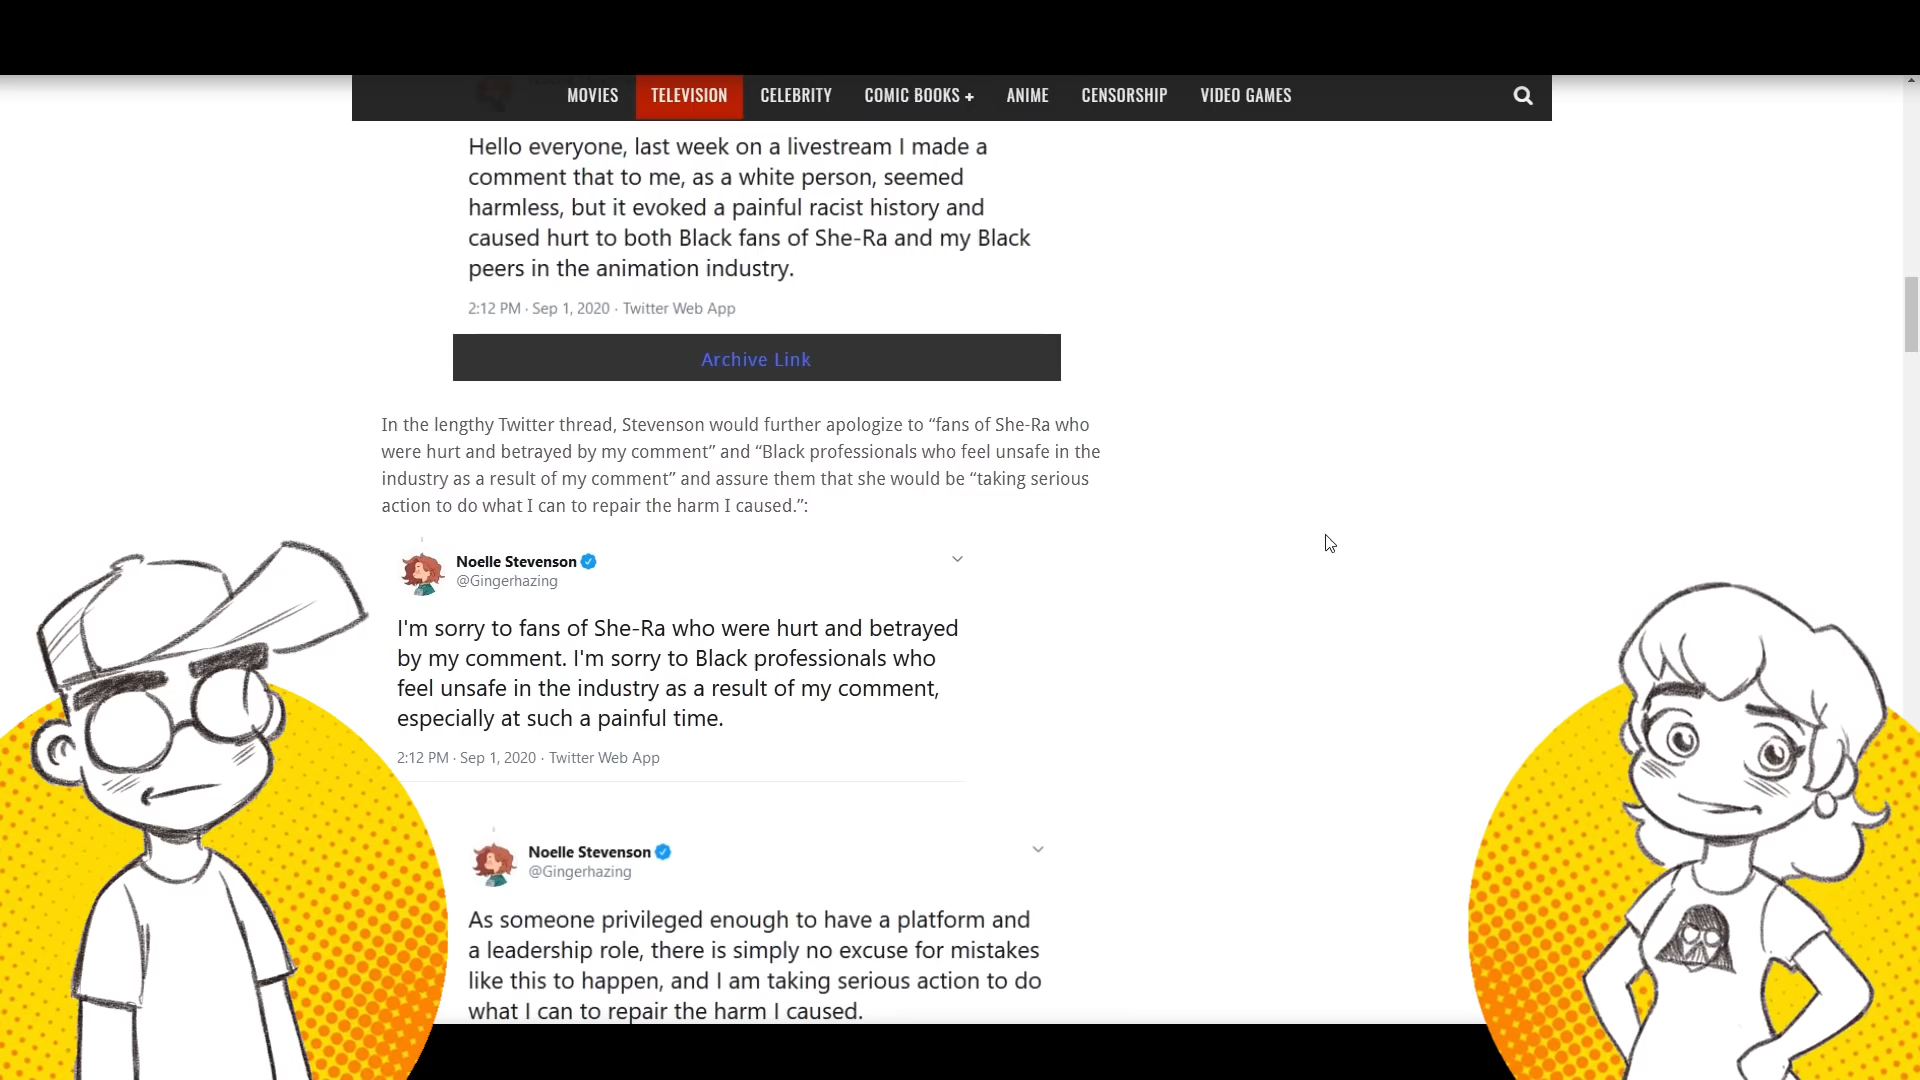 MOVIES TELEVISION CELEBRITY COMIC BOOKS + ANIME CENSORSHIP VIDEO GAMES
Hello everyone, last week on a livestream I made a
comment that to me, as a white person, seemed
harmless, but it evoked a painful racist history and
caused hurt to both Black fans of She-Ra and my Black
peers in the animation industry.
2:12 PM · Sep 1, 2020 · Twitter Web App
Archive Link
In the lengthy Twitter thread, Stevenson would further apologize to “fans of She-Ra who
were hurt and betrayed by my comment” and “Black professionals who feel unsafe in the
industry as a result of my comment” and assure them that she would be “taking serious
action to do what I can to repair the harm I caused.”:
Noelle Stevenson
@Gingerhazing
I'm sorry to fans of She-Ra who were hurt and betrayed
by my comment. I'm sorry to Black professionals who
feel unsafe in the industry as a result of my comment,
especially at such a painful time.
2:12 PM · Sep 1, 2020 · Twitter Web App
Noelle Stevenson
@Gingerhazing
As someone privileged enough to have a platform and
a leadership role, there is simply no excuse for mistakes
like this to happen, and I am taking serious action to do
what I can to repair the harm I caused.